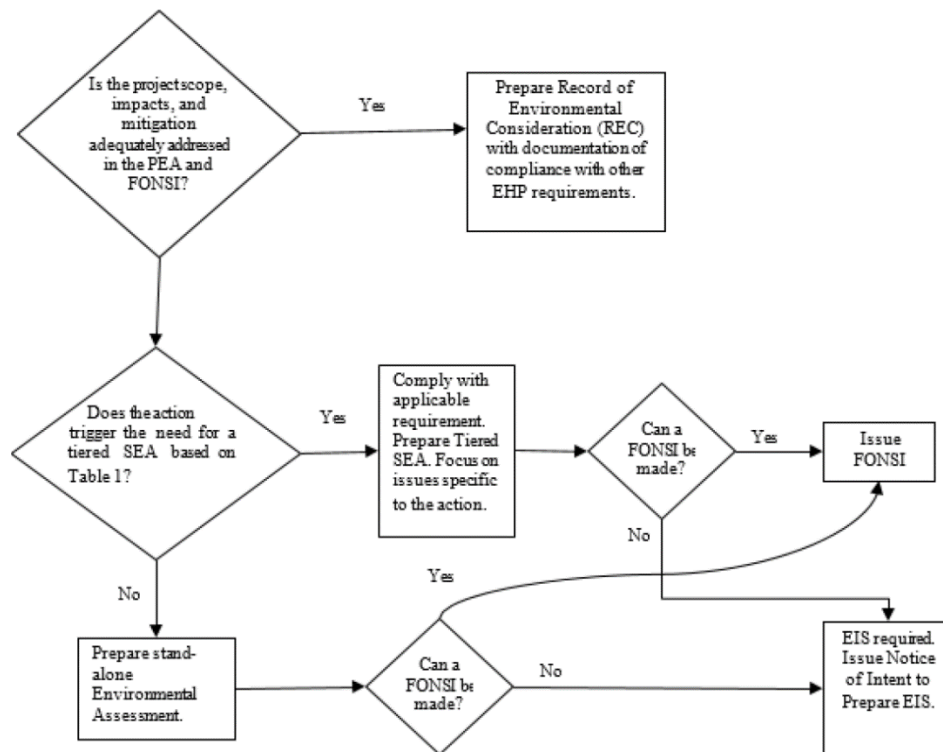 Is the project scope,
impacts, and
mitigation
adequately addressed
in the PEA and
FONSI?
Yes
Prepare Record of
Environmental
Consideration (REC)
with documentation of
compliance with other
EHP requirements.
Does the action
trigger the need for a
tiered SEA based on
Table 1?
Yes
Comply with
applicable
requirement.
Prepare Tiered
SEA. Focus on
issues specific
to the action.
Can a
FONSI be
made?
Yes
Issue
FONSI
No
No
Yes
Prepare stand-
alone
Environmental
Assessment.
Can a
FONSI be
made?
No
EIS required.
Issue Notice
of Intent to
Prepare EIS.